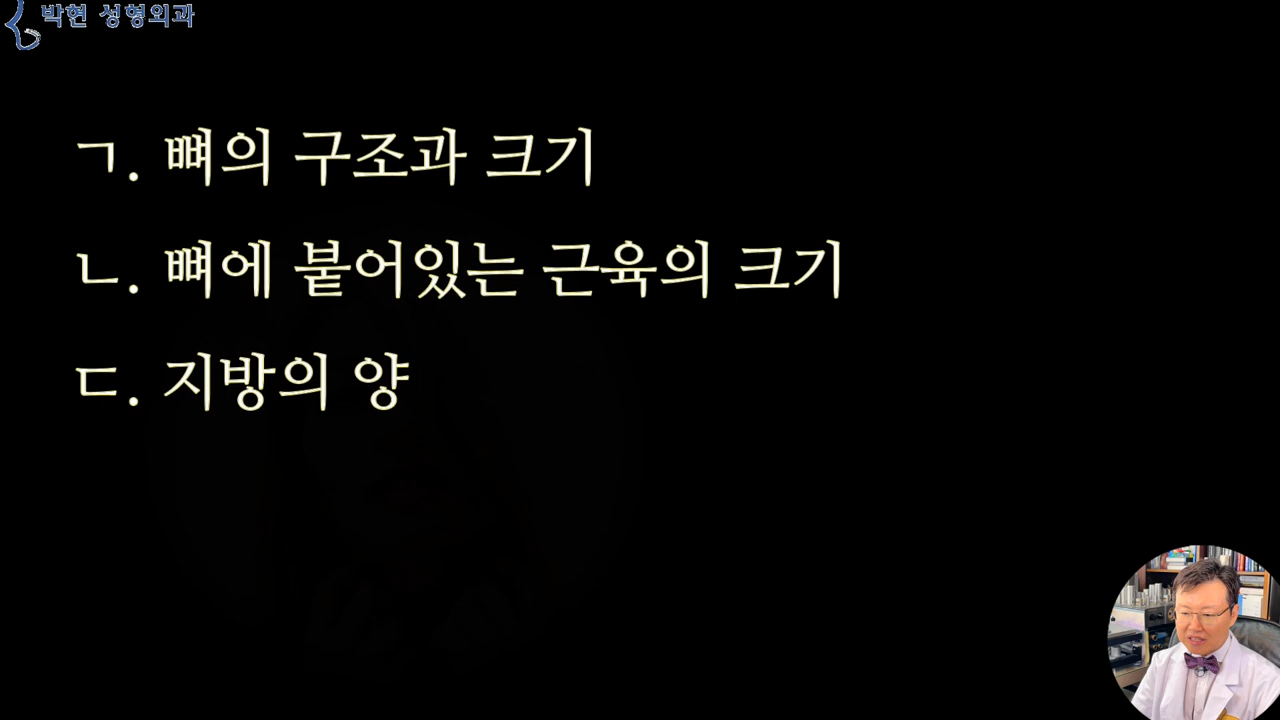 박현 성형외과
ㄱ. 뼈의 구조과 크기
ㄴ. 뼈에 붙어있는 근육의 크기
ㄷ. 지방의 양